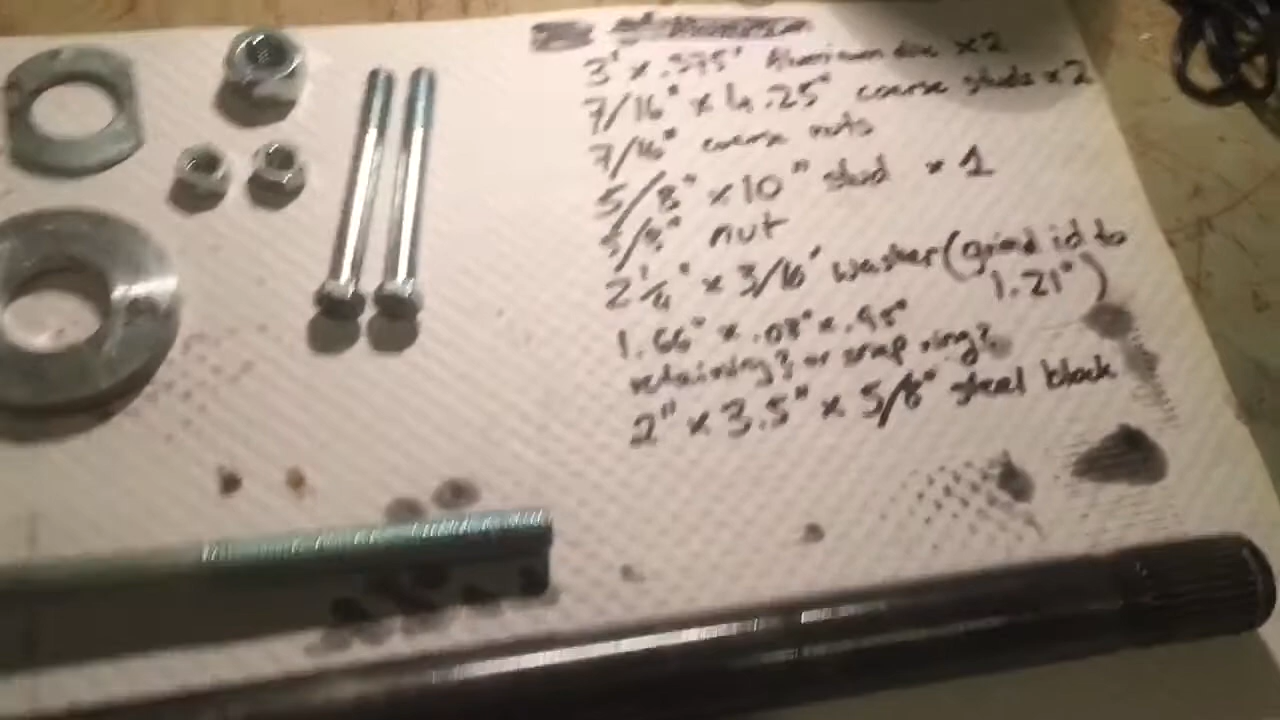 3" x .375" Aluminum disc x2
7/16" x 4.25" coarse studs x2
7/16" coarse nuts
5/8" x 10" stud x 1
5/8" nut
2 1/4" x 3/16" washer (grind id to
1.21")
1.66" x .08" x .95"
retaining? or snap ring?
2" x 3.5" x 5/8" steel block